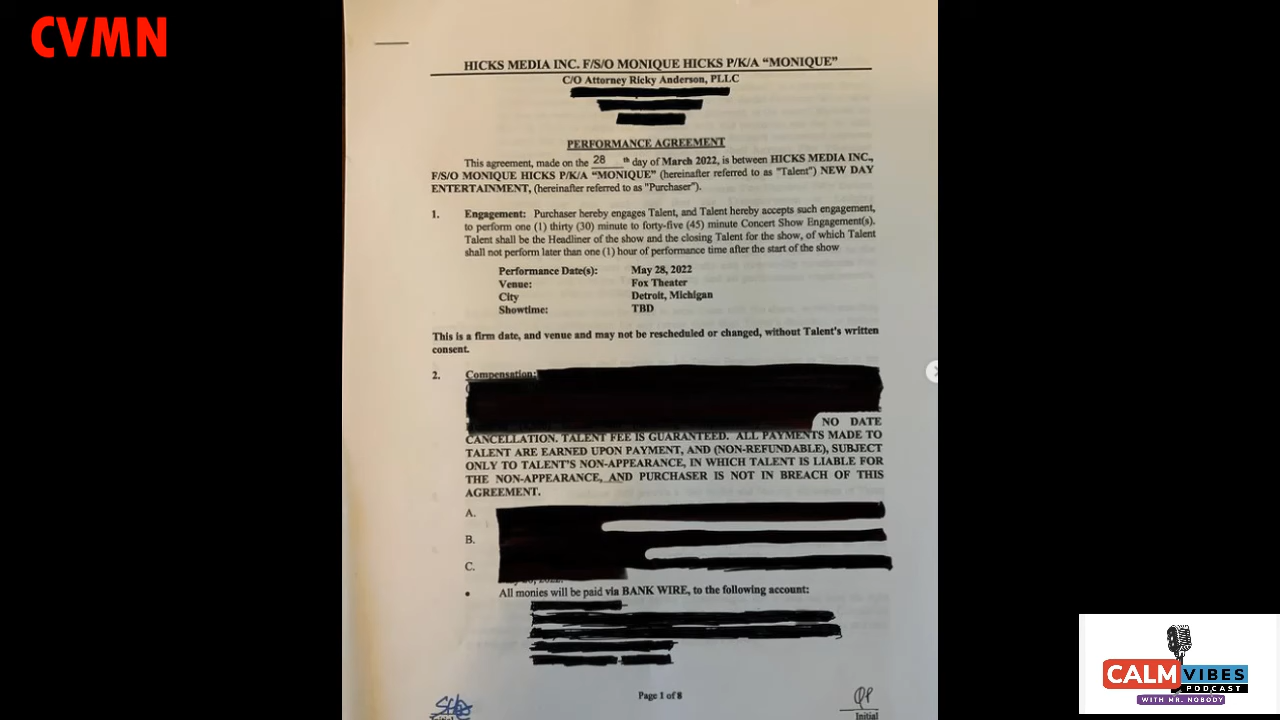 CVMN
HICKS MEDIA INC. F/S/O MONIQUE HICKS P/K/A “MONIQUE”
C/O Attorney Ricky Anderson, PLLC
PERFORMANCE AGREEMENT
This agreement, made on the 28 th day of March 2022, is between HICKS MEDIA INC.,
F/S/O MONIQUE HICKS P/K/A “MONIQUE” (hereinafter referred to as "Talent") NEW DAY
ENTERTAINMENT, (hereinafter referred to as "Purchaser").
1. Engagement: Purchaser hereby engages Talent, and Talent hereby accepts such engagement,
to perform one (1) thirty (30) minute to forty-five (45) minute Concert Show Engagement(s).
Talent shall be the Headliner of the show and the closing Talent for the show, of which Talent
shall not perform later than one (1) hour of performance time after the start of the show
Performance Date(s): May 28, 2022
Venue: Fox Theater
City Detroit, Michigan
Showtime: TBD
This is a firm date, and venue and may not be rescheduled or changed, without Talent's written
consent.
2. Compensation:
NO DATE
CANCELLATION. TALENT FEE IS GUARANTEED. ALL PAYMENTS MADE TO
TALENT ARE EARNED UPON PAYMENT, AND (NON-REFUNDABLE), SUBJECT
ONLY TO TALENT'S NON-APPEARANCE, IN WHICH TALENT IS LIABLE FOR
THE NON-APPEARANCE, AND PURCHASER IS NOT IN BREACH OF THIS
AGREEMENT.
A.
B.
C.
• All monies will be paid via BANK WIRE, to the following account:
Page 1 of 8
Initial
Initial
CALM VIBES
PODCAST
WITH MR. NOBODY